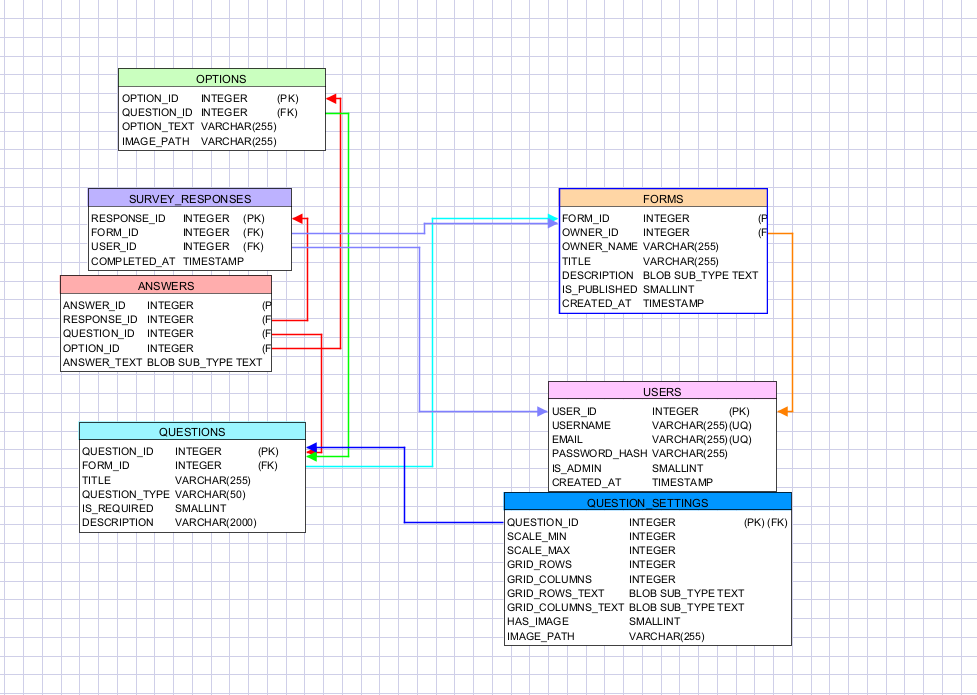 OPTIONS
OPTION_ID INTEGER (PK)
QUESTION_ID INTEGER (FK)
OPTION_TEXT VARCHAR(255)
IMAGE_PATH VARCHAR(255)
SURVEY_RESPONSES
RESPONSE_ID INTEGER (PK)
FORM_ID INTEGER (FK)
USER_ID INTEGER (FK)
COMPLETED_AT TIMESTAMP
FORMS
FORM_ID INTEGER (P
OWNER_ID INTEGER (F
OWNER_NAME VARCHAR(255)
TITLE VARCHAR(255)
DESCRIPTION BLOB SUB_TYPE TEXT
IS_PUBLISHED SMALLINT
CREATED_AT TIMESTAMP
ANSWERS
ANSWER_ID INTEGER (P
RESPONSE_ID INTEGER (F
QUESTION_ID INTEGER (F
OPTION_ID INTEGER (F
ANSWER_TEXT BLOB SUB_TYPE TEXT
USERS
USER_ID INTEGER (PK)
USERNAME VARCHAR(255) (UQ)
EMAIL VARCHAR(255) (UQ)
PASSWORD_HASH VARCHAR(255)
IS_ADMIN SMALLINT
CREATED_AT TIMESTAMP
QUESTIONS
QUESTION_ID INTEGER (PK)
FORM_ID INTEGER (FK)
TITLE VARCHAR(255)
QUESTION_TYPE VARCHAR(50)
IS_REQUIRED SMALLINT
DESCRIPTION VARCHAR(2000)
QUESTION_SETTINGS
QUESTION_ID INTEGER (PK) (FK)
SCALE_MIN INTEGER
SCALE_MAX INTEGER
GRID_ROWS INTEGER
GRID_COLUMNS INTEGER
GRID_ROWS_TEXT BLOB SUB_TYPE TEXT
GRID_COLUMNS_TEXT BLOB SUB_TYPE TEXT
HAS_IMAGE SMALLINT
IMAGE_PATH VARCHAR(255)